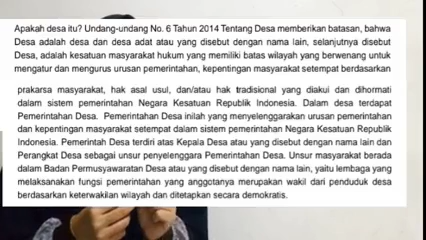 Apakah desa itu? Undang-undang No. 6 Tahun 2014 Tentang Desa memberikan batasan, bahwa
Desa adalah desa dan desa adat atau yang disebut dengan nama lain, selanjutnya disebut
Desa, adalah kesatuan masyarakat hukum yang memiliki batas wilayah yang berwenang untuk
mengatur dan mengurus urusan pemerintahan, kepentingan masyarakat setempat berdasarkan
prakarsa masyarakat, hak asal usul, dan/atau hak tradisional yang diakui dan dihormati
dalam sistem pemerintahan Negara Kesatuan Republik Indonesia. Dalam desa terdapat
Pemerintahan Desa. Pemerintahan Desa inilah yang menyelenggarakan urusan pemerintahan
dan kepentingan masyarakat setempat dalam sistem pemerintahan Negara Kesatuan Republik
Indonesia. Pemerintah Desa terdiri atas Kepala Desa atau yang disebut dengan nama lain dan
Perangkat Desa sebagai unsur penyelenggara Pemerintahan Desa. Unsur masyarakat berada
dalam Badan Permusyawaratan Desa atau yang disebut dengan nama lain, yaitu lembaga yang
melaksanakan fungsi pemerintahan yang anggotanya merupakan wakil dari penduduk desa
berdasarkan keterwakilan wilayah dan ditetapkan secara demokratis.